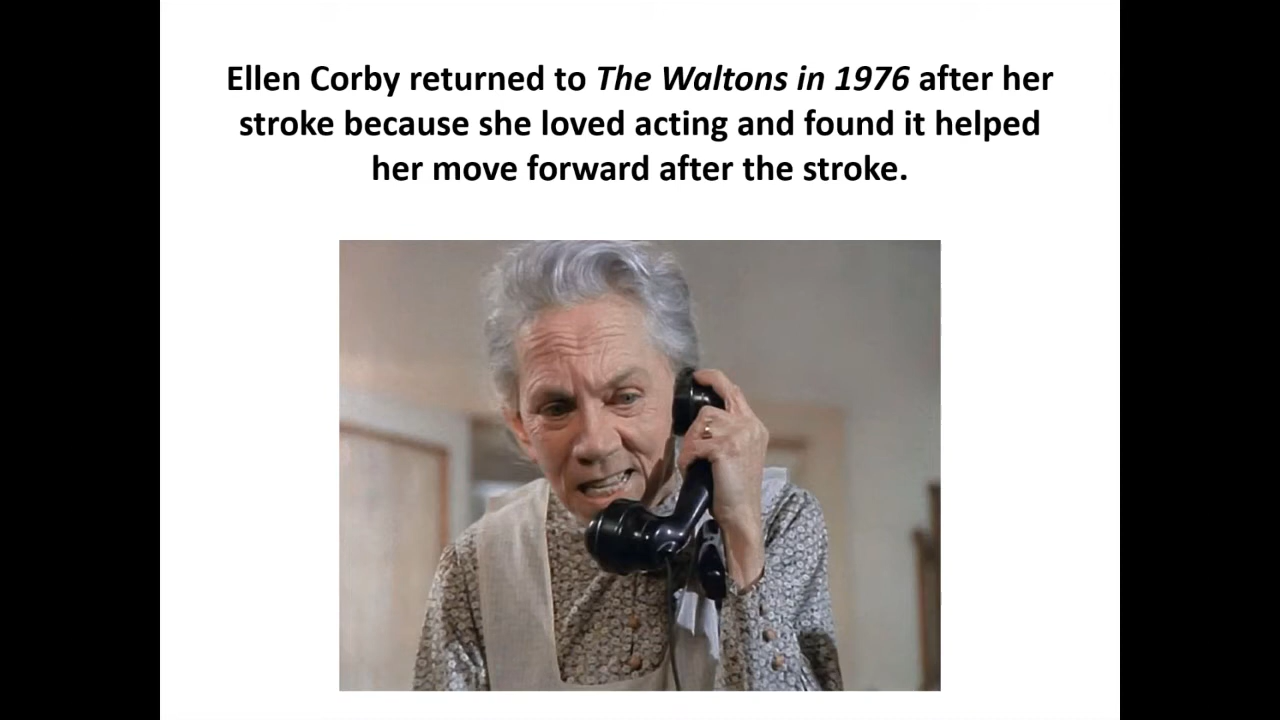 Ellen Corby returned to The Waltons in 1976 after her
stroke because she loved acting and found it helped
her move forward after the stroke.